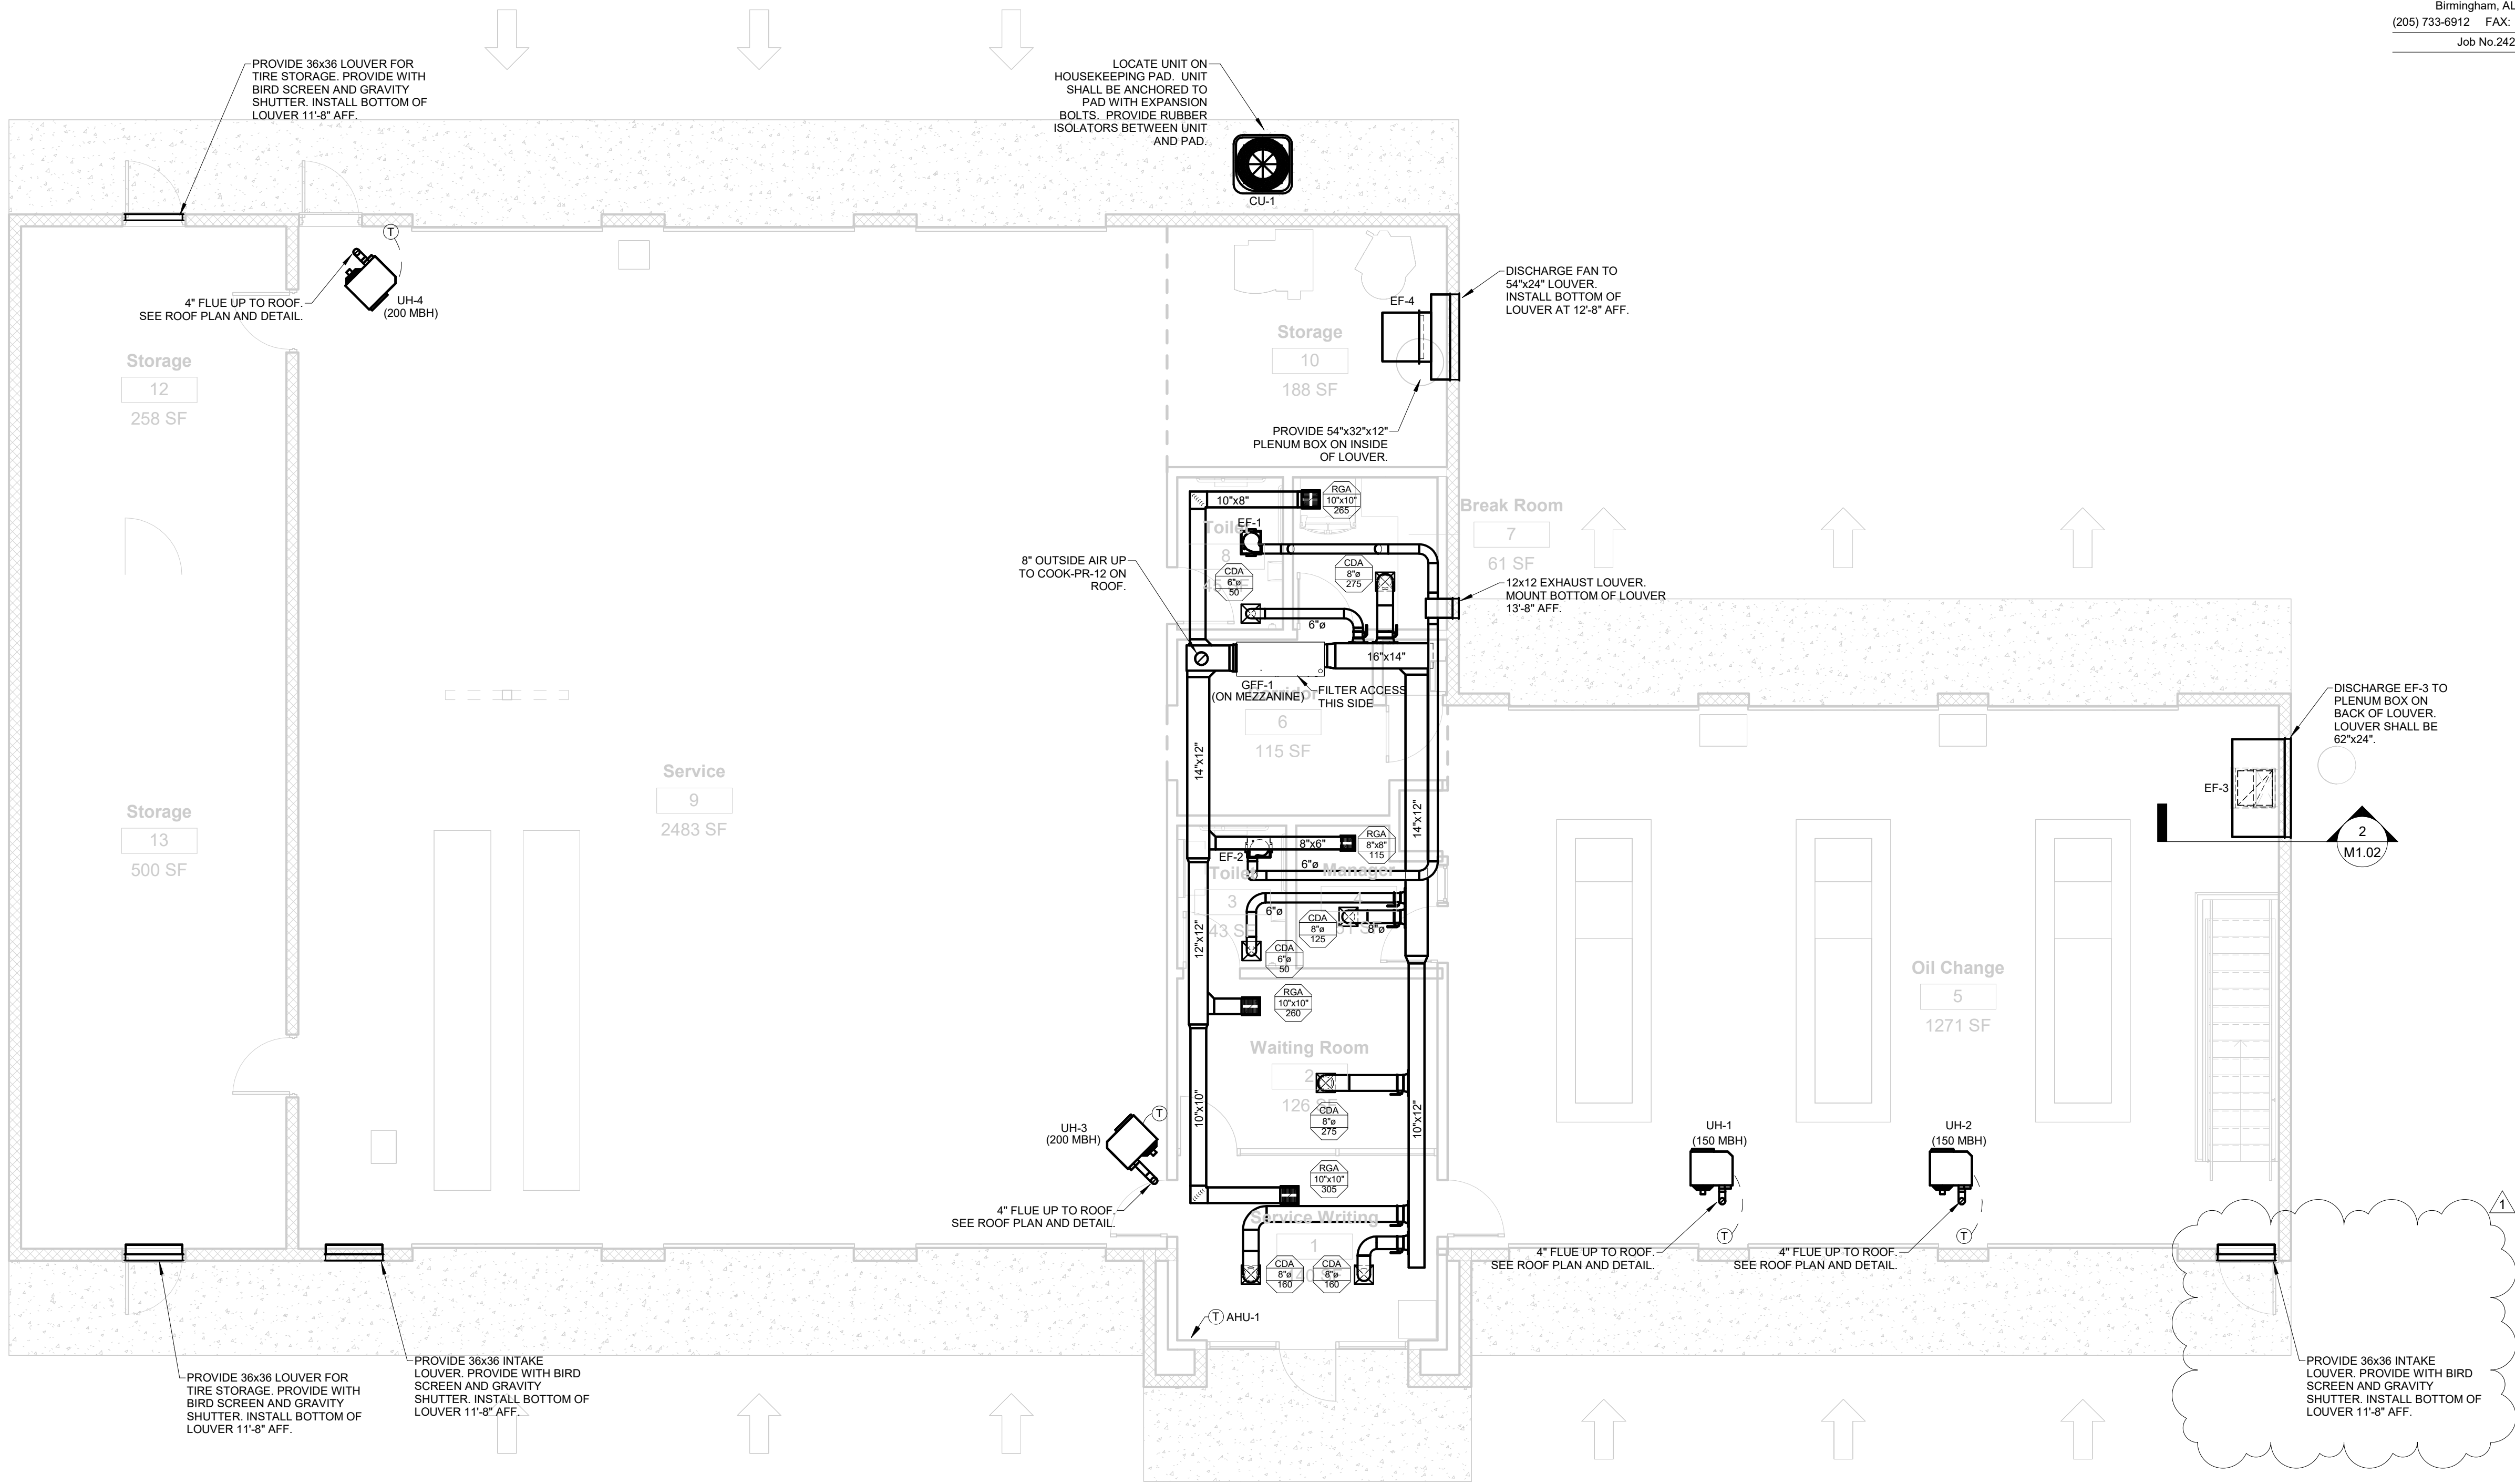 Birmingham, AL
(205) 733-6912 FAX:
Job No.242
PROVIDE 36x36 LOUVER FOR
TIRE STORAGE. PROVIDE WITH
BIRD SCREEN AND GRAVITY
SHUTTER. INSTALL BOTTOM OF
LOUVER 11'-8" AFF.
LOCATE UNIT ON
HOUSEKEEPING PAD. UNIT
SHALL BE ANCHORED TO
PAD WITH EXPANSION
BOLTS. PROVIDE RUBBER
ISOLATORS BETWEEN UNIT
AND PAD.
CU-1
T
4" FLUE UP TO ROOF.
SEE ROOF PLAN AND DETAIL.
UH-4
(200 MBH)
EF-4
DISCHARGE FAN TO
54"x24" LOUVER.
INSTALL BOTTOM OF
LOUVER AT 12'-8" AFF.
Storage
10
188 SF
Storage
12
258 SF
PROVIDE 54"x32"x12"
PLENUM BOX ON INSIDE
OF LOUVER.
10"x8"
RGA
10"x10"
265
Break Room
7
61 SF
EF-1
8
8" OUTSIDE AIR UP
TO COOK-PR-12 ON
ROOF.
CDA
6"ø
50
CDA
8"ø
275
12x12 EXHAUST LOUVER.
MOUNT BOTTOM OF LOUVER
13'-8" AFF.
6"ø
16"x14"
GFF-1
(ON MEZZANINE)
FILTER ACCESS
THIS SIDE
6
115 SF
DISCHARGE EF-3 TO
PLENUM BOX ON
BACK OF LOUVER.
LOUVER SHALL BE
62"x24".
EF-3
2
M1.02
Service
9
2483 SF
Storage
13
500 SF
14"x12"
14"x12"
8"x6"
RGA
8"x8"
115
EF-2
6"ø
Manager
Toilet
3
43 SF
6"ø
CDA
8"ø
125
8"ø
12"x12"
CDA
6"ø
50
RGA
10"x10"
260
Oil Change
5
1271 SF
Waiting Room
2
126 SF
CDA
8"ø
275
10"x10"
10"x12"
UH-3
(200 MBH)
T
RGA
10"x10"
305
4" FLUE UP TO ROOF.
SEE ROOF PLAN AND DETAIL.
Service Writing
1
CDA
8"ø
160
CDA
8"ø
160
T AHU-1
UH-1
(150 MBH)
UH-2
(150 MBH)
T
T
4" FLUE UP TO ROOF.
SEE ROOF PLAN AND DETAIL.
4" FLUE UP TO ROOF.
SEE ROOF PLAN AND DETAIL.
1
PROVIDE 36x36 LOUVER FOR
TIRE STORAGE. PROVIDE WITH
BIRD SCREEN AND GRAVITY
SHUTTER. INSTALL BOTTOM OF
LOUVER 11'-8" AFF.
PROVIDE 36x36 INTAKE
LOUVER. PROVIDE WITH BIRD
SCREEN AND GRAVITY
SHUTTER. INSTALL BOTTOM OF
LOUVER 11'-8" AFF.
PROVIDE 36x36 INTAKE
LOUVER. PROVIDE WITH BIRD
SCREEN AND GRAVITY
SHUTTER. INSTALL BOTTOM OF
LOUVER 11'-8" AFF.